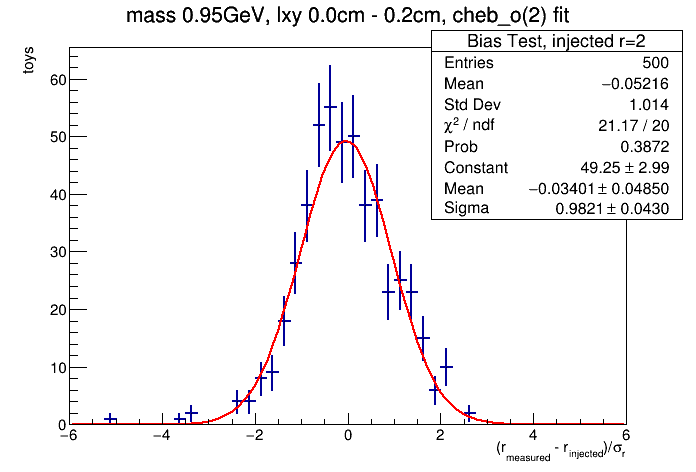 mass 0.95GeV, lxy 0.0cm - 0.2cm, cheb_o(2) fit
toys
Bias Test, injected r=2
Entries 500
Mean −0.05216
Std Dev 1.014
χ² / ndf 21.17 / 20
Prob 0.3872
Constant 49.25 ± 2.99
Mean −0.03401 ± 0.04850
Sigma 0.9821 ± 0.0430
60
50
40
30
20
10
0
−6 −4 −2 0 2 4 6
(r_measured - r_injected)/σ_r